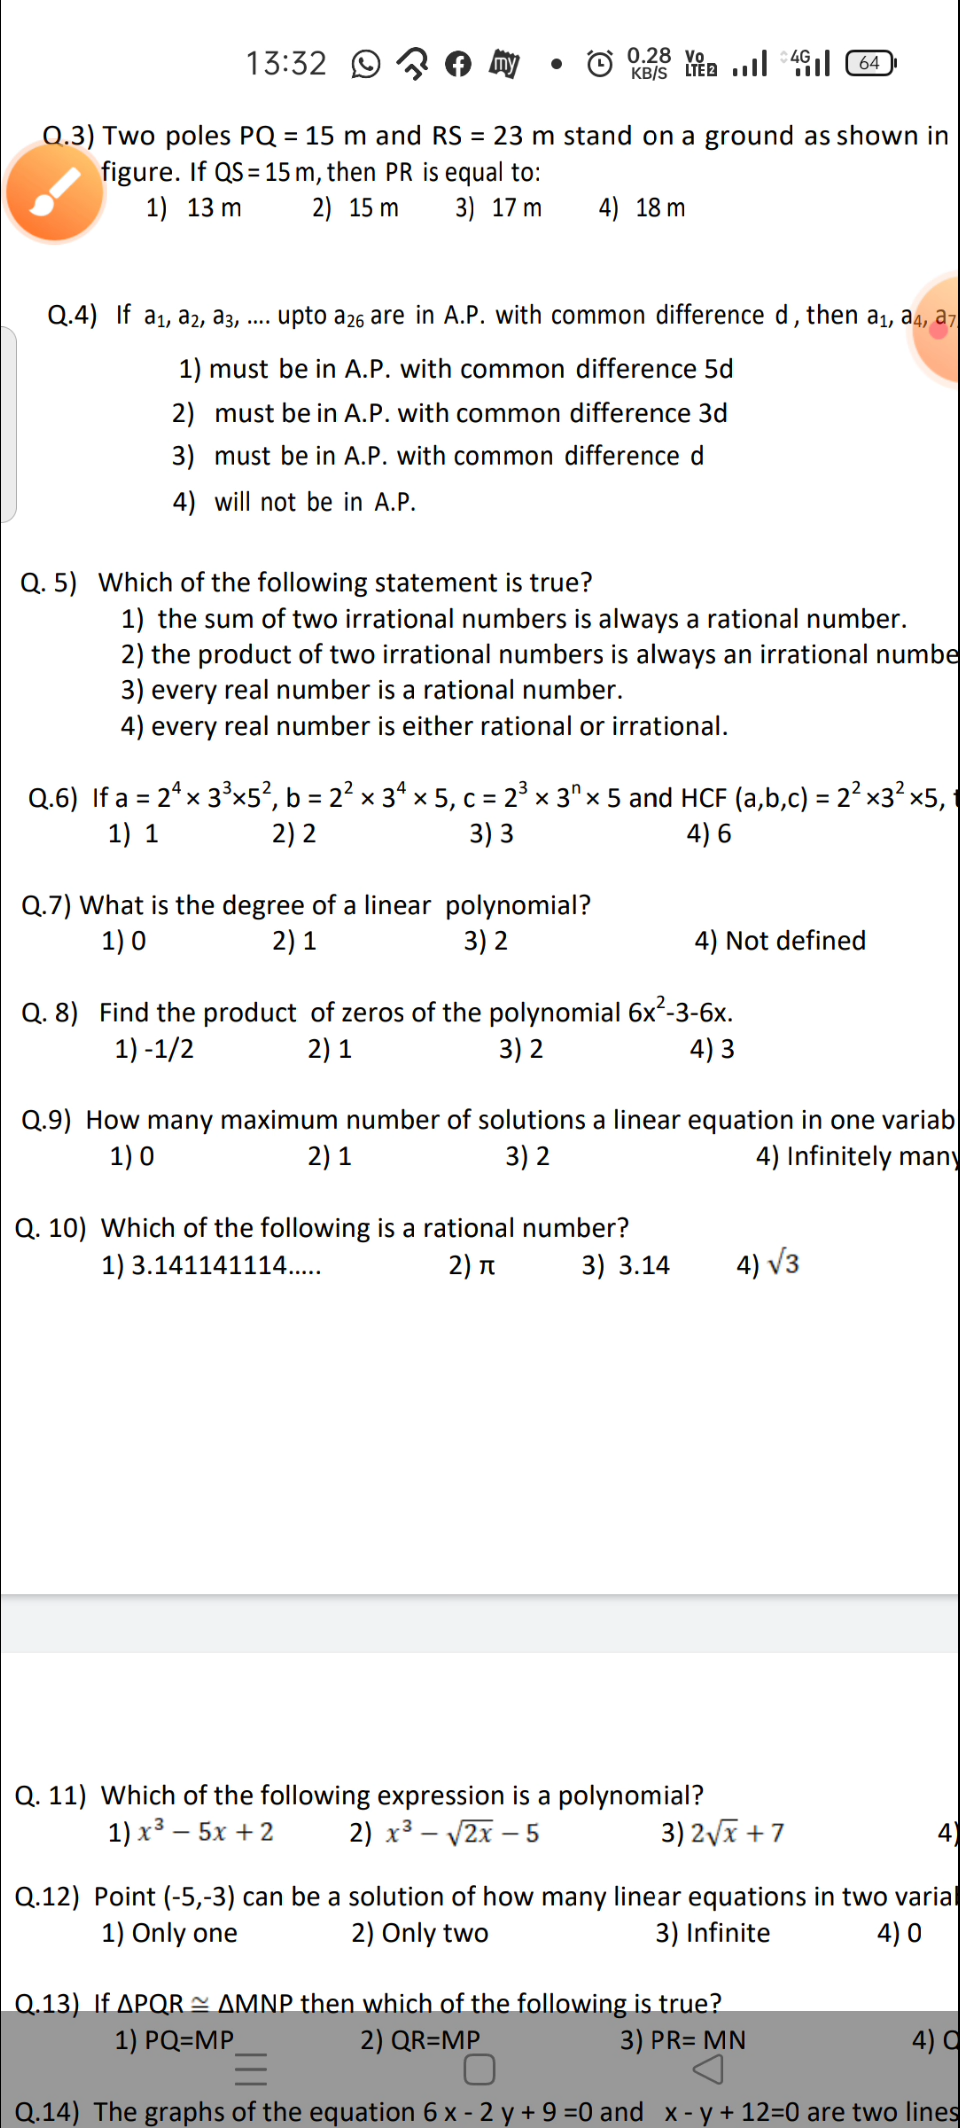 13:32 my 0.28 KB/S Vo LTE 2 4G 64
Q.3) Two poles PQ = 15 m and RS = 23 m stand on a ground as shown in
figure. If QS = 15 m, then PR is equal to:
1) 13 m 2) 15 m 3) 17 m 4) 18 m
Q.4) If a₁, a₂, a₃, .... upto a₂₆ are in A.P. with common difference d , then a₁, a₄, a₇
1) must be in A.P. with common difference 5d
2) must be in A.P. with common difference 3d
3) must be in A.P. with common difference d
4) will not be in A.P.
Q. 5) Which of the following statement is true?
1) the sum of two irrational numbers is always a rational number.
2) the product of two irrational numbers is always an irrational numbe
3) every real number is a rational number.
4) every real number is either rational or irrational.
Q.6) If a = 2⁴ × 3³×5², b = 2² × 3⁴ × 5, c = 2³ × 3ⁿ × 5 and HCF (a,b,c) = 2² ×3² ×5,
1) 1 2) 2 3) 3 4) 6
Q.7) What is the degree of a linear polynomial?
1) 0 2) 1 3) 2 4) Not defined
Q. 8) Find the product of zeros of the polynomial 6x²-3-6x.
1) -1/2 2) 1 3) 2 4) 3
Q.9) How many maximum number of solutions a linear equation in one variab
1) 0 2) 1 3) 2 4) Infinitely many
Q. 10) Which of the following is a rational number?
1) 3.141141114..... 2) π 3) 3.14 4) √3
Q. 11) Which of the following expression is a polynomial?
1) x³ − 5x + 2 2) x³ − √2x − 5 3) 2√x + 7 4)
Q.12) Point (-5,-3) can be a solution of how many linear equations in two varia
1) Only one 2) Only two 3) Infinite 4) 0
Q.13) If ΔPQR ≅ ΔMNP then which of the following is true?
1) PQ=MP 2) QR=MP 3) PR= MN 4) Q
Q.14) The graphs of the equation 6 x - 2 y + 9 =0 and x - y + 12=0 are two lines